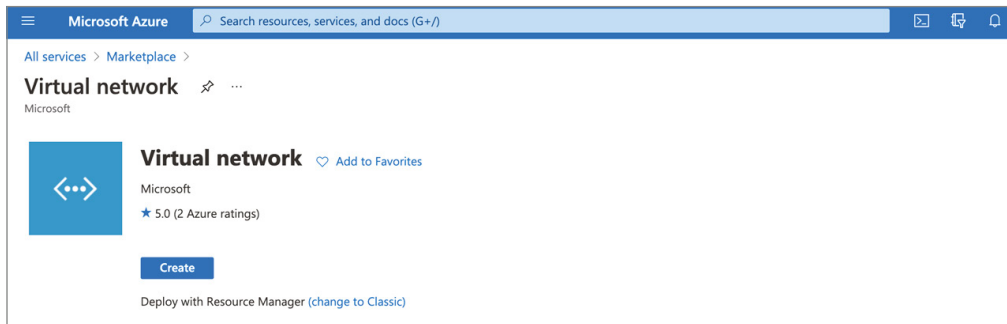 Microsoft Azure
Search resources, services, and docs (G+/)
All services > Marketplace >
Virtual network ...
Microsoft
Virtual network Add to Favorites
Microsoft
5.0 (2 Azure ratings)
Create
Deploy with Resource Manager (change to Classic)